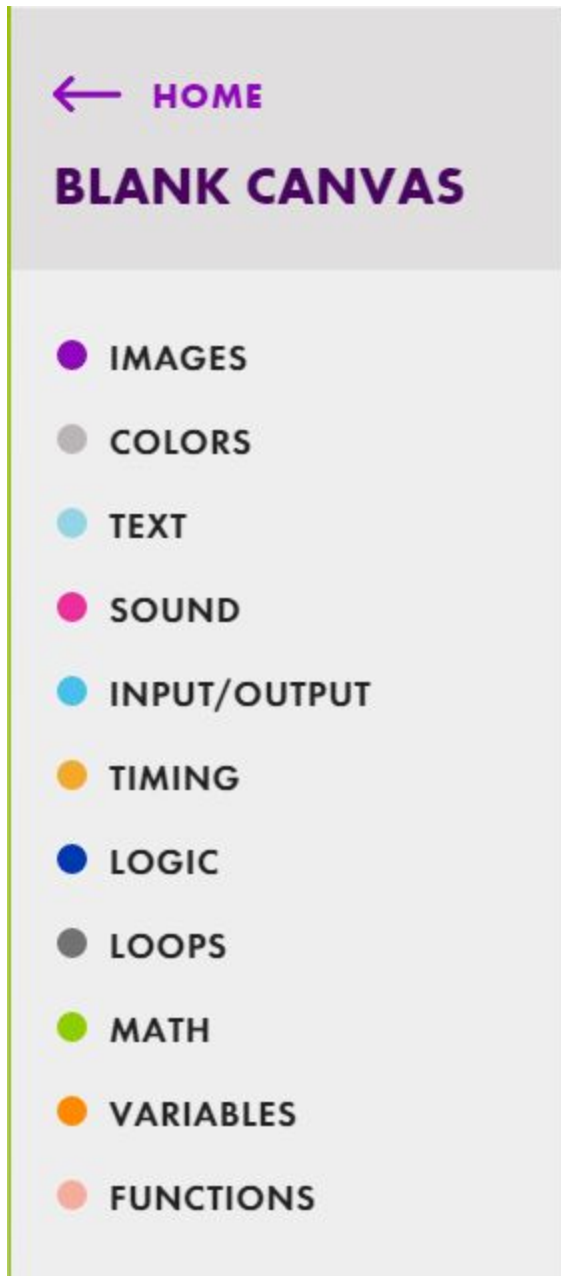 HOME
BLANK CANVAS
IMAGES
COLORS
TEXT
SOUND
INPUT/OUTPUT
TIMING
LOGIC
LOOPS
MATH
VARIABLES
FUNCTIONS